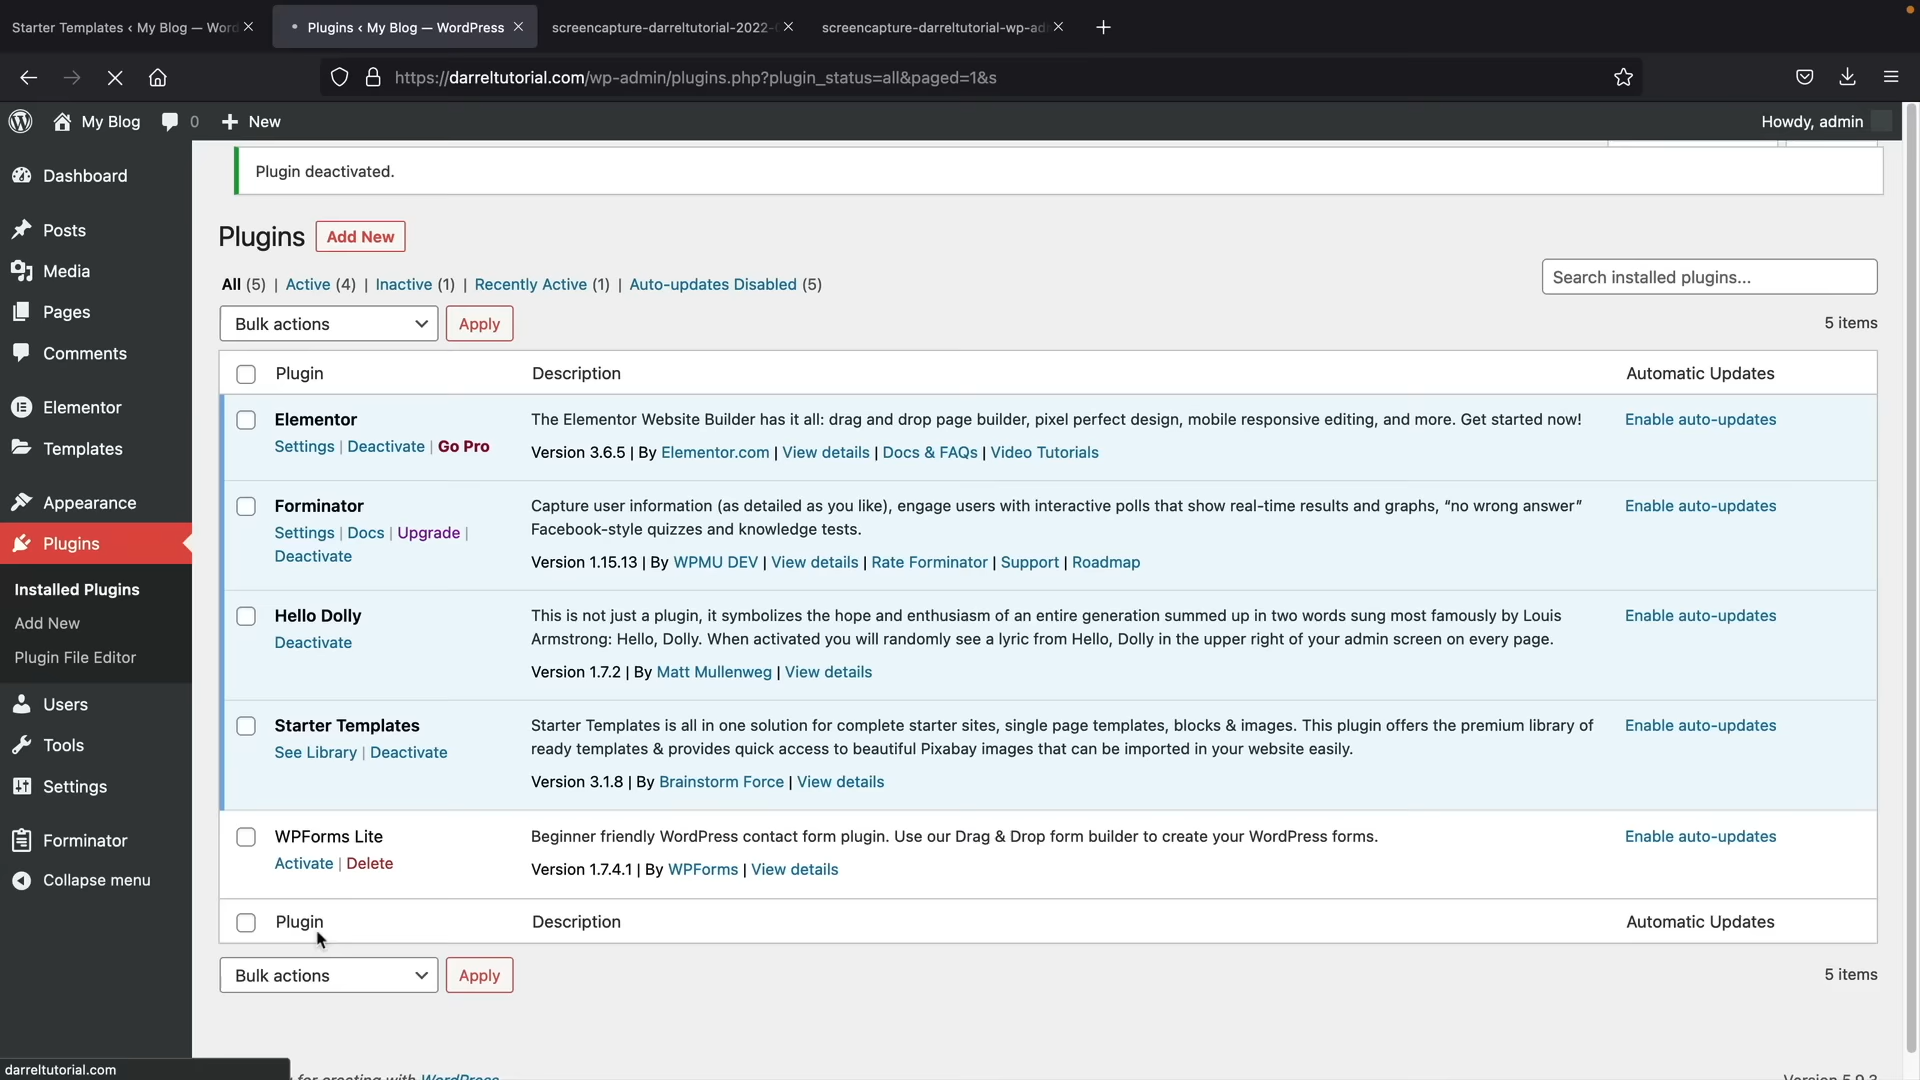 Starter Templates ‹ My Blog — Word
Plugins ‹ My Blog — WordPress
screencapture-darreltutorial-2022-
screencapture-darreltutorial-wp-ad
https://darreltutorial.com/wp-admin/plugins.php?plugin_status=all&paged=1&s
My Blog
0
New
Howdy, admin
Dashboard
Posts
Media
Pages
Comments
Elementor
Templates
Appearance
Plugins
Installed Plugins
Add New
Plugin File Editor
Users
Tools
Settings
Forminator
Collapse menu
Plugin deactivated.
Plugins Add New
All (5) | Active (4) | Inactive (1) | Recently Active (1) | Auto-updates Disabled (5)
Search installed plugins...
Bulk actions Apply
5 items
Plugin Description Automatic Updates
Elementor
Settings | Deactivate | Go Pro
The Elementor Website Builder has it all: drag and drop page builder, pixel perfect design, mobile responsive editing, and more. Get started now!
Version 3.6.5 | By Elementor.com | View details | Docs & FAQs | Video Tutorials
Enable auto-updates
Forminator
Settings | Docs | Upgrade |
Deactivate
Capture user information (as detailed as you like), engage users with interactive polls that show real-time results and graphs, “no wrong answer”
Facebook-style quizzes and knowledge tests.
Version 1.15.13 | By WPMU DEV | View details | Rate Forminator | Support | Roadmap
Enable auto-updates
Hello Dolly
Deactivate
This is not just a plugin, it symbolizes the hope and enthusiasm of an entire generation summed up in two words sung most famously by Louis
Armstrong: Hello, Dolly. When activated you will randomly see a lyric from Hello, Dolly in the upper right of your admin screen on every page.
Version 1.7.2 | By Matt Mullenweg | View details
Enable auto-updates
Starter Templates
See Library | Deactivate
Starter Templates is all in one solution for complete starter sites, single page templates, blocks & images. This plugin offers the premium library of
ready templates & provides quick access to beautiful Pixabay images that can be imported in your website easily.
Version 3.1.8 | By Brainstorm Force | View details
Enable auto-updates
WPForms Lite
Activate | Delete
Beginner friendly WordPress contact form plugin. Use our Drag & Drop form builder to create your WordPress forms.
Version 1.7.4.1 | By WPForms | View details
Enable auto-updates
Plugin Description Automatic Updates
Bulk actions Apply
5 items
darreltutorial.com
for creating with WordPress
Version 5.9.3